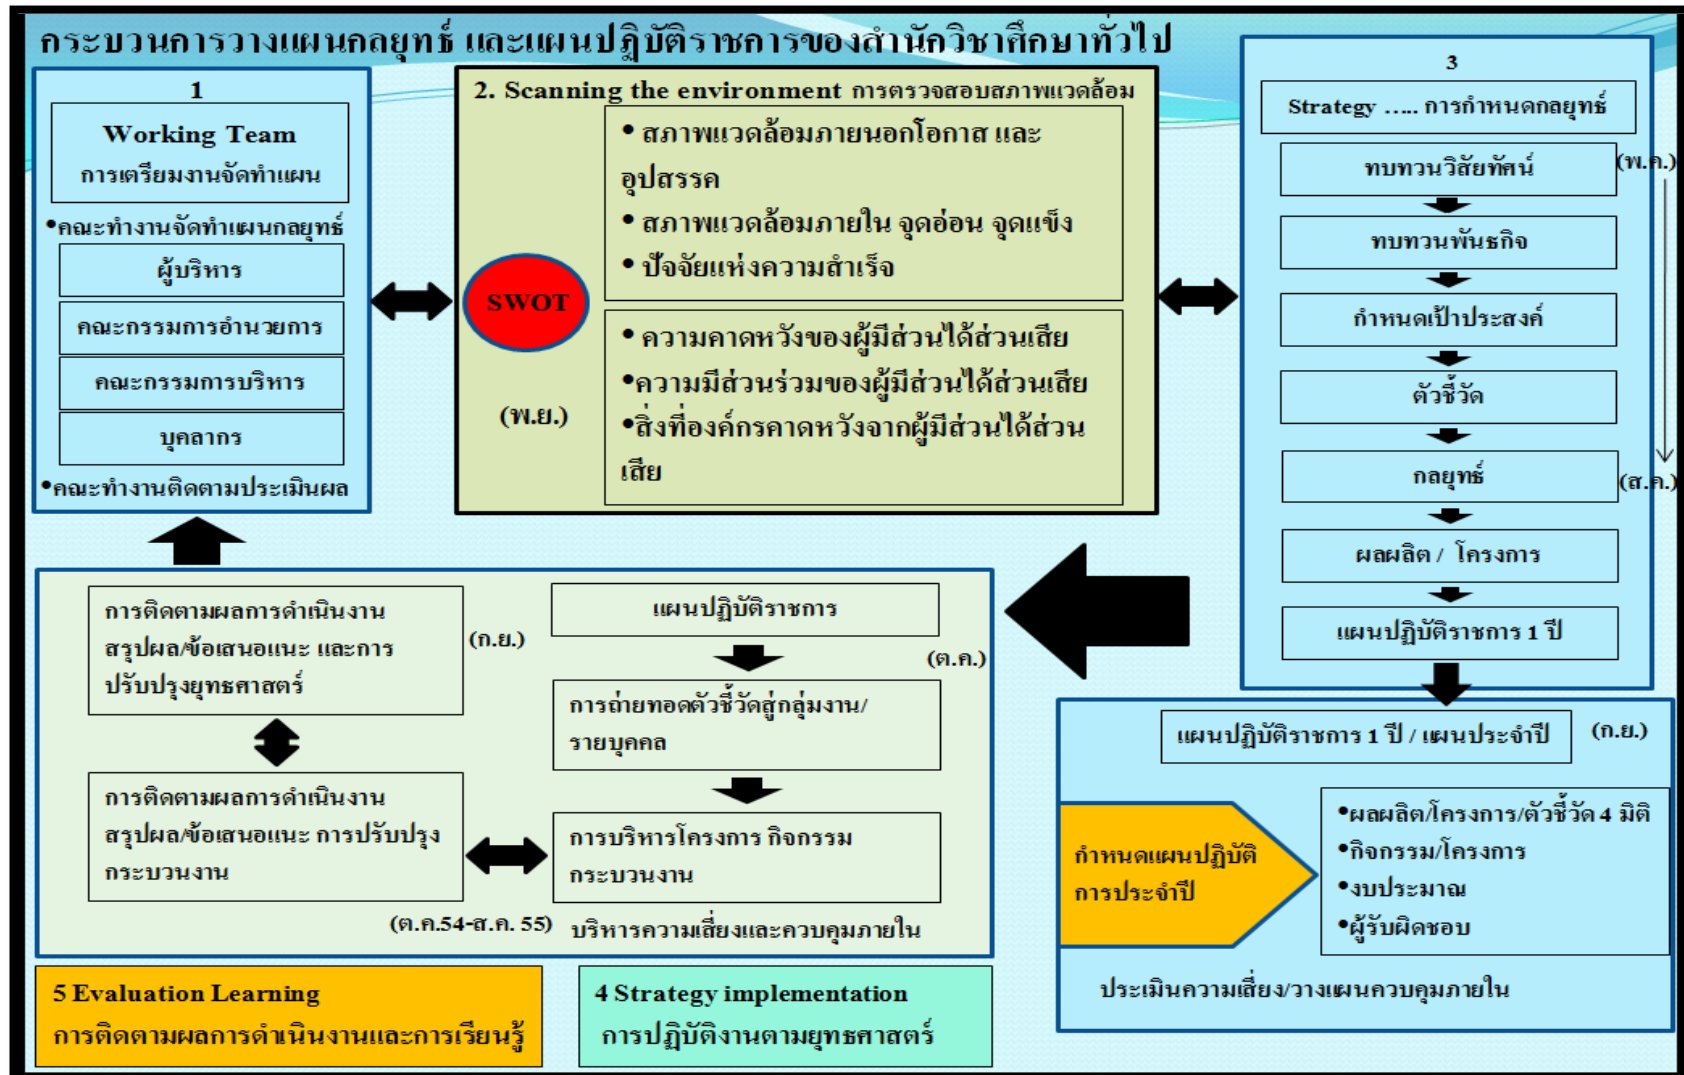 กระบวนการวางแผนกลยุทธ์ และแผนปฏิบัติราชการของสำนักวิชาศึกษาทั่วไป
1
Working Team
การเตรียมงานจัดทำแผน
•คณะทำงานจัดทำแผนกลยุทธ์
ผู้บริหาร
คณะกรรมการอำนวยการ
คณะกรรมการบริหาร
บุคลากร
•คณะทำงานติดตามประเมินผล
2. Scanning the environment การตรวจสอบสภาพแวดล้อม
• สภาพแวดล้อมภายนอกโอกาส และ
อุปสรรค
• สภาพแวดล้อมภายใน จุดอ่อน จุดแข็ง
• ปัจจัยแห่งความสำเร็จ
SWOT
(พ.ย.)
• ความคาดหวังของผู้มีส่วนได้ส่วนเสีย
•ความมีส่วนร่วมของผู้มีส่วนได้ส่วนเสีย
•สิ่งที่องค์กรคาดหวังจากผู้มีส่วนได้ส่วน
เสีย
3
Strategy ….. การกำหนดกลยุทธ์
ทบทวนวิสัยทัศน์
(พ.ค.)
ทบทวนพันธกิจ
กำหนดเป้าประสงค์
ตัวชี้วัด
กลยุทธ์
(ส.ค.)
ผลผลิต / โครงการ
แผนปฏิบัติราชการ 1 ปี
แผนปฏิบัติราชการ 1 ปี / แผนประจำปี
(ก.ย.)
กำหนดแผนปฏิบัติ
การประจำปี
•ผลผลิต/โครงการ/ตัวชี้วัด 4 มิติ
•กิจกรรม/โครงการ
•งบประมาณ
•ผู้รับผิดชอบ
ประเมินความเสี่ยง/วางแผนควบคุมภายใน
แผนปฏิบัติราชการ
(ต.ค.)
การถ่ายทอดตัวชี้วัดสู่กลุ่มงาน/
รายบุคคล
การบริหารโครงการ กิจกรรม
กระบวนงาน
บริหารความเสี่ยงและควบคุมภายใน
การติดตามผลการดำเนินงาน
สรุปผล/ข้อเสนอแนะ และการ
ปรับปรุงยุทธศาสตร์
(ก.ย.)
การติดตามผลการดำเนินงาน
สรุปผล/ข้อเสนอแนะ การปรับปรุง
กระบวนงาน
(ต.ค.54-ส.ค. 55)
4 Strategy implementation
การปฏิบัติงานตามยุทธศาสตร์
5 Evaluation Learning
การติดตามผลการดำเนินงานและการเรียนรู้